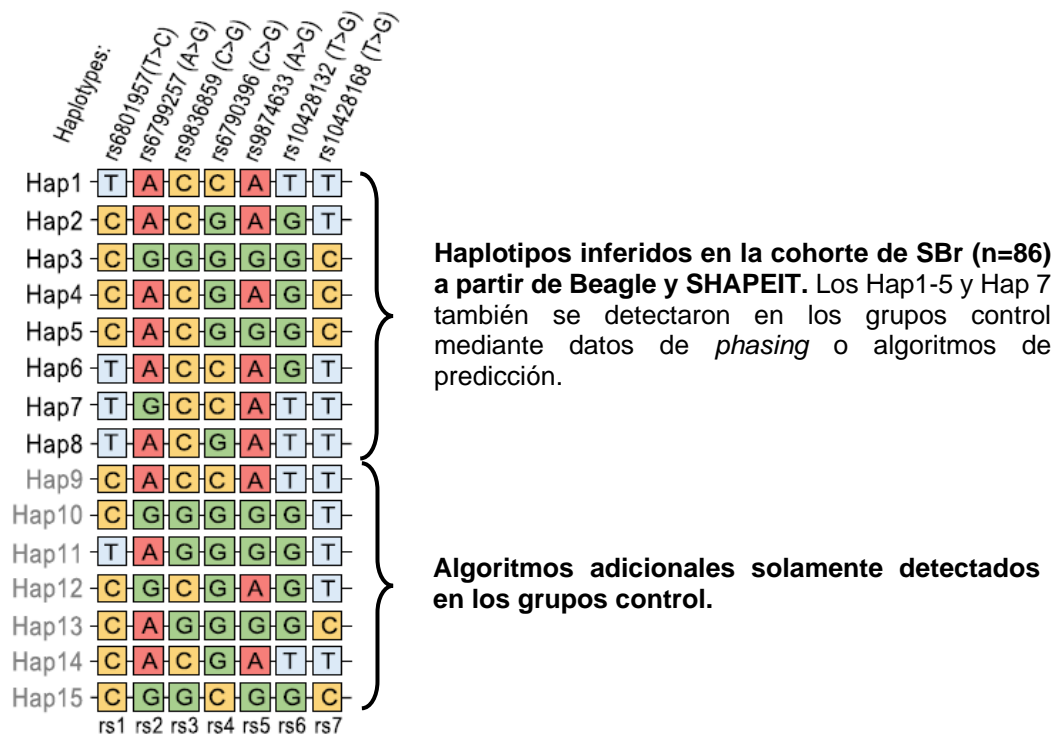 Haplotypes:
rs6801957(T>C)
rs6799257 (A>G)
rs9836859 (C>G)
rs6790396 (C>G)
rs9874633 (A>G)
rs10428132 (T>G)
rs10428168 (T>G)
Hap1 T A C C A T T
Hap2 C A C G A G T
Hap3 C G G G G G C
Hap4 C A C G A G C
Hap5 C A C G G G C
Hap6 T A C C A G T
Hap7 T G C C A T T
Hap8 T A C G A T T
Hap9 C A C C A T T
Hap10 C G G G G G T
Hap11 T A G G G G T
Hap12 C G C G A G T
Hap13 C A G G G G C
Hap14 C A C G A T T
Hap15 C G G C G G C
rs1 rs2 rs3 rs4 rs5 rs6 rs7
Haplotipos inferidos en la cohorte de SBr (n=86)
a partir de Beagle y SHAPEIT. Los Hap1-5 y Hap 7
también se detectaron en los grupos control
mediante datos de phasing o algoritmos de
predicción.
Algoritmos adicionales solamente detectados
en los grupos control.